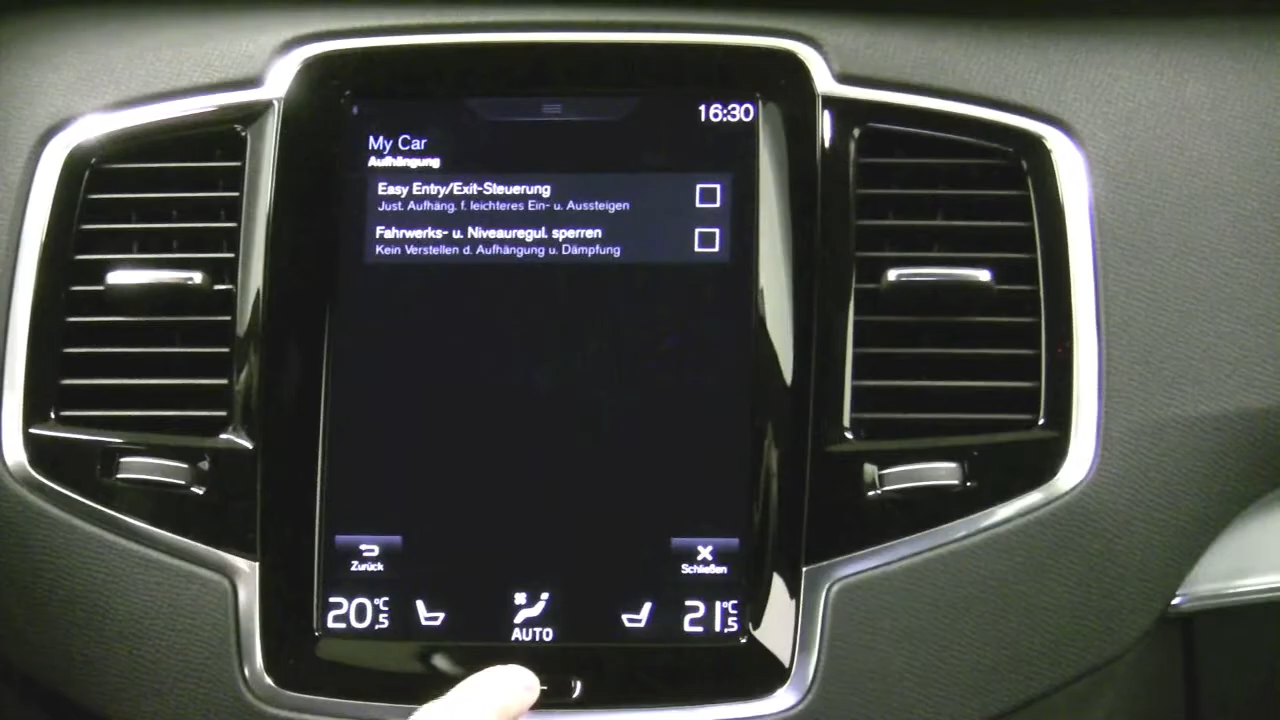 16:30
My Car
Aufhängung
Easy Entry/Exit-Steuerung
Just. Aufhäng. f. leichteres Ein- u. Aussteigen
Fahrwerks- u. Niveauregul. sperren
Kein Verstellen d. Aufhängung u. Dämpfung
Zurück
Schließen
20,5 °C
21,5 °C
AUTO